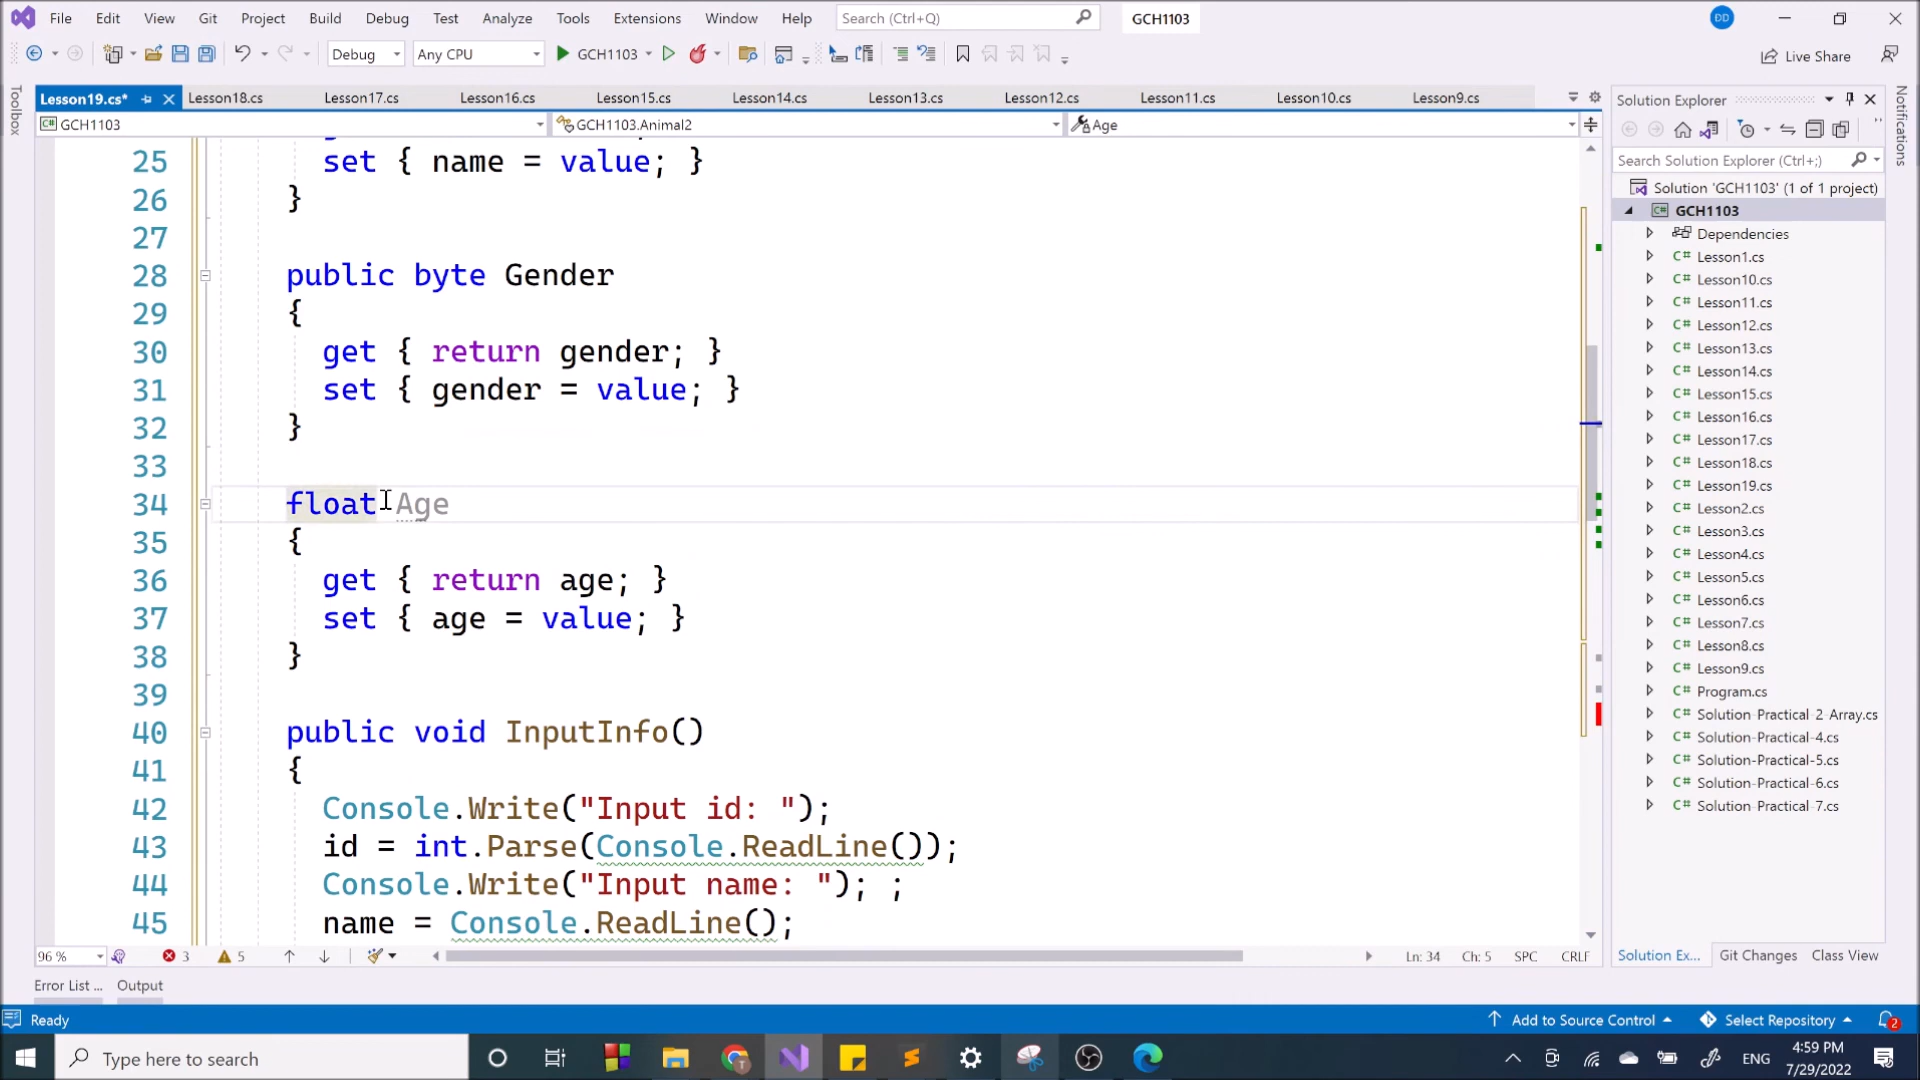 File Edit View Git Project Build Debug Test Analyze Tools Extensions Window Help Search (Ctrl+Q) GCH1103 DD
Debug Any CPU GCH1103 Live Share
Toolbox
Lesson19.cs* Lesson18.cs Lesson17.cs Lesson16.cs Lesson15.cs Lesson14.cs Lesson13.cs Lesson12.cs Lesson11.cs Lesson10.cs Lesson9.cs
GCH1103 GCH1103.Animal2 Age
25 set { name = value; }
26 }
27
28 public byte Gender
29 {
30 get { return gender; }
31 set { gender = value; }
32 }
33
34 float Age
35 {
36 get { return age; }
37 set { age = value; }
38 }
39
40 public void InputInfo()
41 {
42 Console.Write("Input id: ");
43 id = int.Parse(Console.ReadLine());
44 Console.Write("Input name: "); ;
45 name = Console.ReadLine();
96 % 3 5 Ln: 34 Ch: 5 SPC CRLF
Solution Explorer
Search Solution Explorer (Ctrl+;)
Solution 'GCH1103' (1 of 1 project)
GCH1103
Dependencies
C# Lesson1.cs
C# Lesson10.cs
C# Lesson11.cs
C# Lesson12.cs
C# Lesson13.cs
C# Lesson14.cs
C# Lesson15.cs
C# Lesson16.cs
C# Lesson17.cs
C# Lesson18.cs
C# Lesson19.cs
C# Lesson2.cs
C# Lesson3.cs
C# Lesson4.cs
C# Lesson5.cs
C# Lesson6.cs
C# Lesson7.cs
C# Lesson8.cs
C# Lesson9.cs
C# Program.cs
C# Solution-Practical-2-Array.cs
C# Solution-Practical-4.cs
C# Solution-Practical-5.cs
C# Solution-Practical-6.cs
C# Solution-Practical-7.cs
Solution Ex... Git Changes Class View
Notifications
Error List ... Output
Ready Add to Source Control Select Repository 2
Type here to search ENG 4:59 PM
7/29/2022